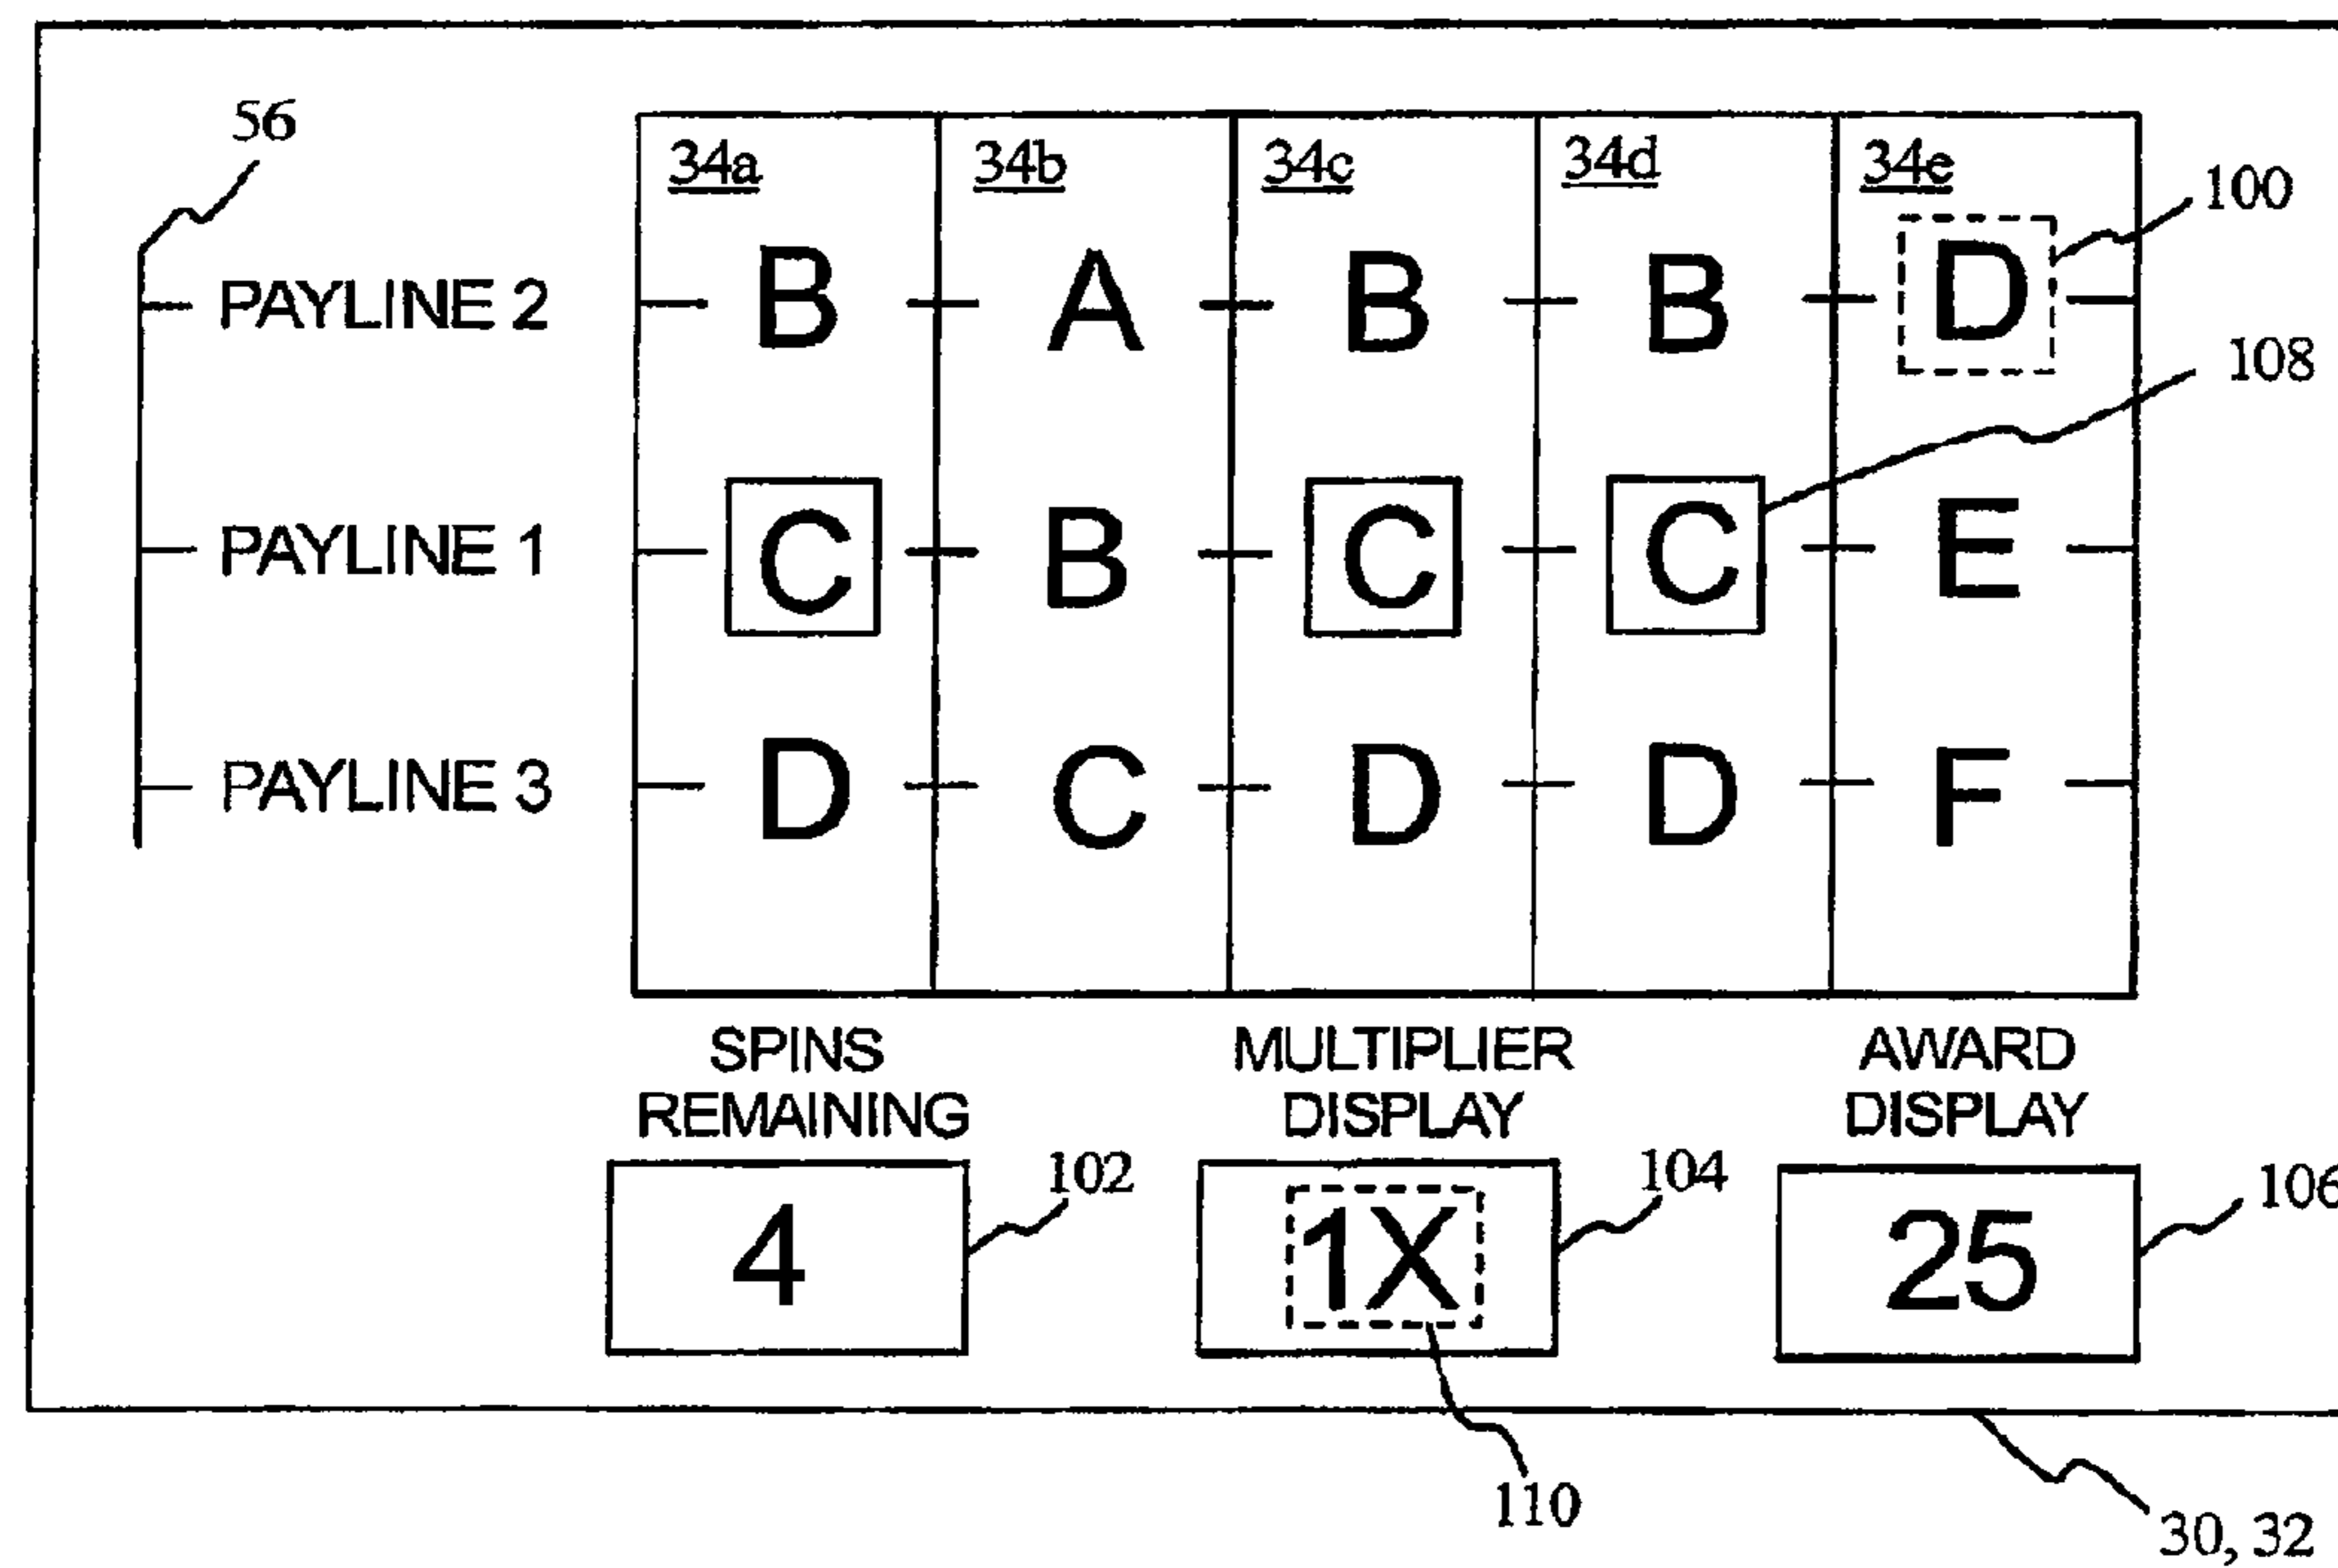 56
34a 34b 34c 34d 34e
100
PAYLINE 2 B A B B D
108
PAYLINE 1 C B C C E
PAYLINE 3 D C D D F
SPINS REMAINING
MULTIPLIER DISPLAY
AWARD DISPLAY
4 102
1X 104
25 106
110
30, 32